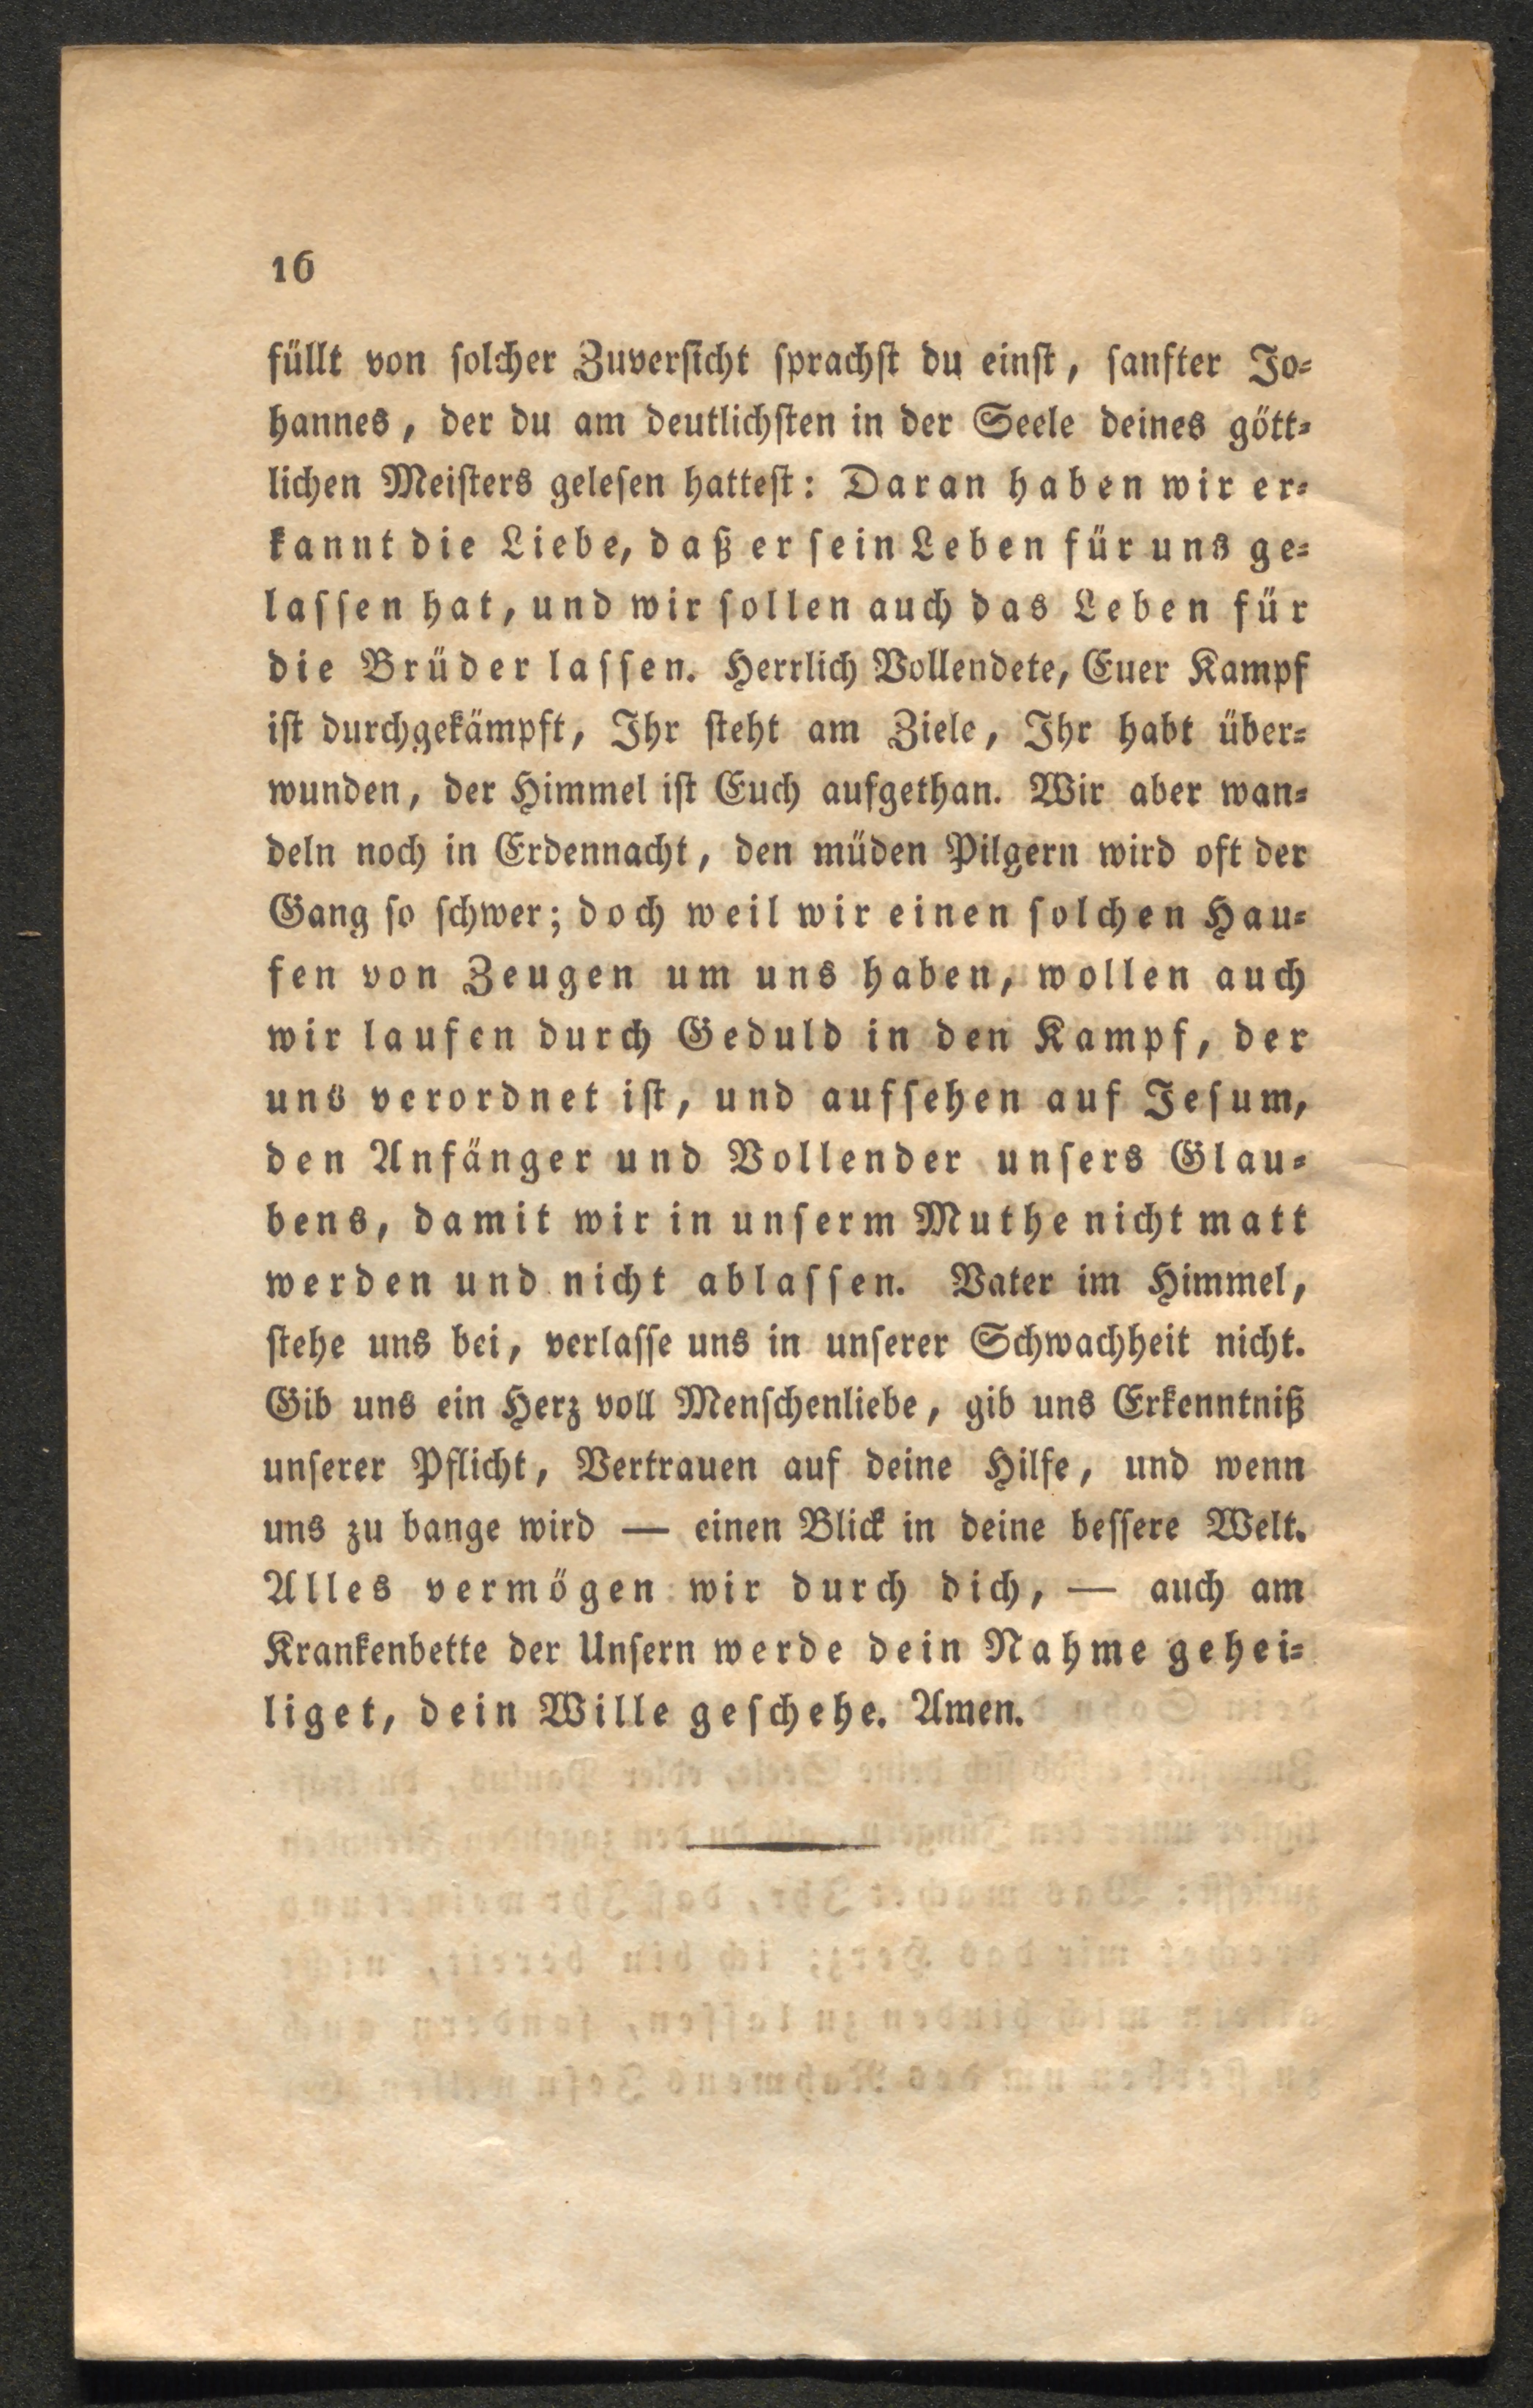 16
füllt von solcher Zuversicht sprachst du einst, sanfter Jo-
hannes, der du am deutlichsten in der Seele deines gött-
lichen Meisters gelesen hattest: Daran haben wir er-
kannt die Liebe, daß er sein Leben für uns ge-
lassen hat, und wir sollen auch das Leben für
die Brüder lassen. Herrlich Vollendete, Euer Kampf
ist durchgekämpft, Ihr steht am Ziele, Ihr habt über-
wunden, der Himmel ist Euch aufgethan. Wir aber wan-
deln noch in Erdennacht, den müden Pilgern wird oft der
Gang so schwer; doch weil wir einen solchen Hau-
fen von Zeugen um uns haben, wollen auch
wir laufen durch Geduld in den Kampf, der
uns verordnet ist, und aufsehen auf Jesum,
den Anfänger und Vollender unsers Glau-
bens, damit wir in unserm Muthe nicht matt
werden und nicht ablassen. Vater im Himmel,
stehe uns bei, verlasse uns in unserer Schwachheit nicht.
Gib uns ein Herz voll Menschenliebe, gib uns Erkenntniß
unserer Pflicht, Vertrauen auf deine Hilfe, und wenn
uns zu bange wird — einen Blick in deine bessere Welt.
Alles vermögen wir durch dich, — auch am
Krankenbette der Unsern werde dein Nahme gehei-
liget, dein Wille geschehe. Amen.